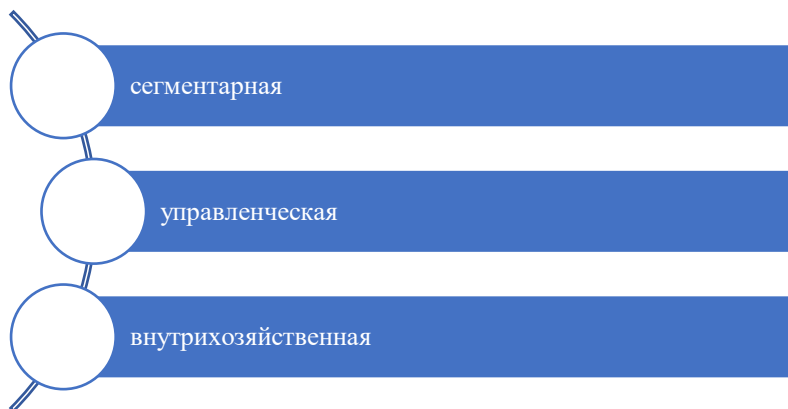 сегментарная
управленческая
внутрихозяйственная